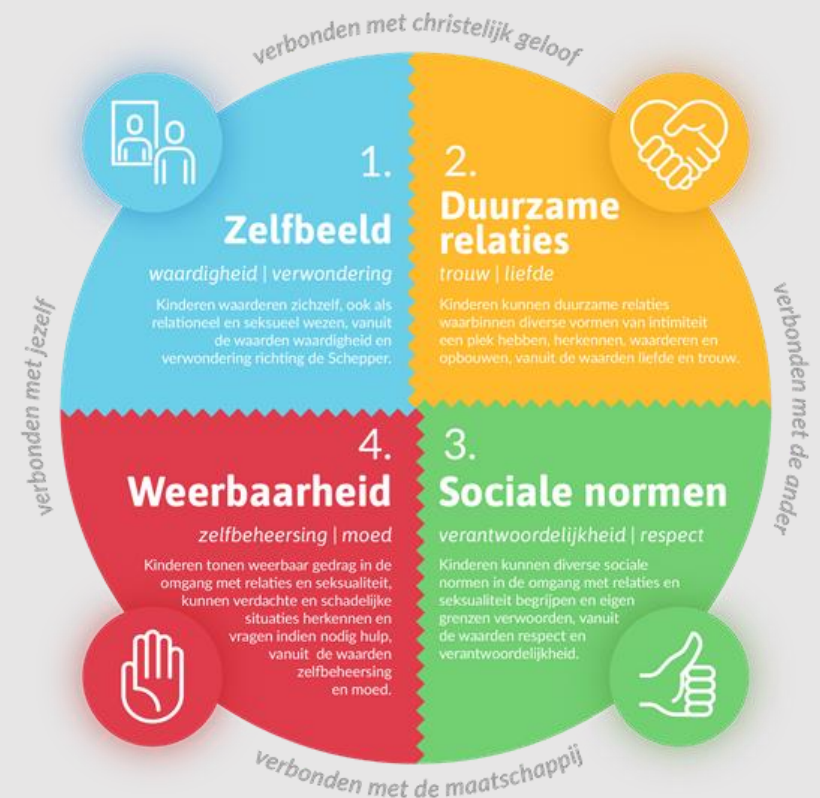 verbonden met christelijk geloof
1.
Zelfbeeld
waardigheid | verwondering
Kinderen waarderen zichzelf, ook als
relationeel en seksueel wezen, vanuit
de waarden waardigheid en
verwondering richting de Schepper.
2.
Duurzame
relaties
trouw | liefde
Kinderen kunnen duurzame relaties
waarbinnen diverse vormen van intimiteit
een plek hebben, herkennen, waarderen en
opbouwen, vanuit de waarden liefde en trouw.
verbonden met jezelf
verbonden met de ander
4.
Weerbaarheid
zelfbeheersing | moed
Kinderen tonen weerbaar gedrag in de
omgang met relaties en seksualiteit,
kunnen verdachte en schadelijke
situaties herkennen en
vragen indien nodig hulp,
vanuit de waarden
zelfbeheersing
en moed.
3.
Sociale normen
verantwoordelijkheid | respect
Kinderen kunnen diverse sociale
normen in de omgang met relaties en
seksualiteit begrijpen en eigen
grenzen verwoorden, vanuit
de waarden respect en
verantwoordelijkheid.
verbonden met de maatschappij